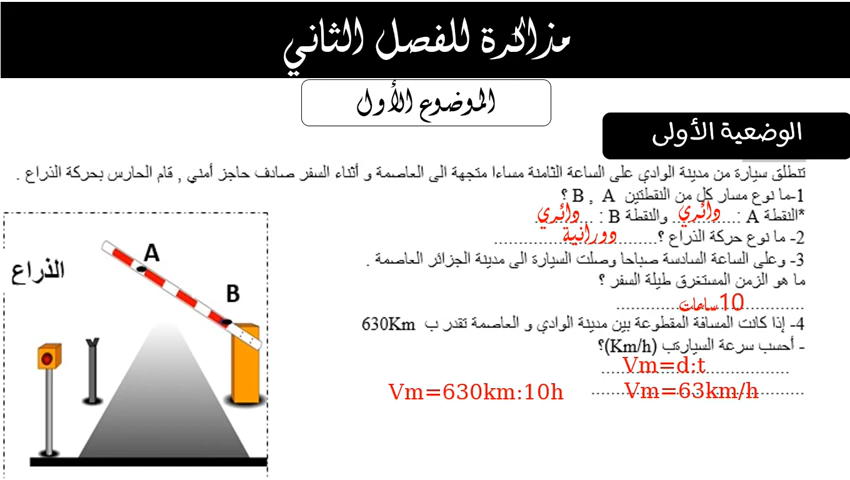 مذاكرة للفصل الثاني
الموضوع الأول
الوضعية الأولى
تنطلق سيارة من مدينة الوادي على الساعة الثامنة مساءا متجهة الى العاصمة و أثناء السفر صادف حاجز أمني , قام الحارس بحركة الذراع .
1-ما نوع مسار كل من النقطتين B , A ؟
*النقطة A :..............دائري والنقطة B : ..............دائري
2- ما نوع حركة الذراع ؟..................................دورانية
3- وعلى الساعة السادسة صباحا وصلت السيارة الى مدينة الجزائر العاصمة .
ما هو الزمن المستغرق طيلة السفر ؟
10ساعات
4- إذا كانت المسافة المقطوعة بين مدينة الوادي و العاصمة تقدر ب 630Km
- أحسب سرعة السيارةب (Km/h)؟
Vm=d:t
Vm=630km:10h
Vm=63km/h
الذراع
A
B